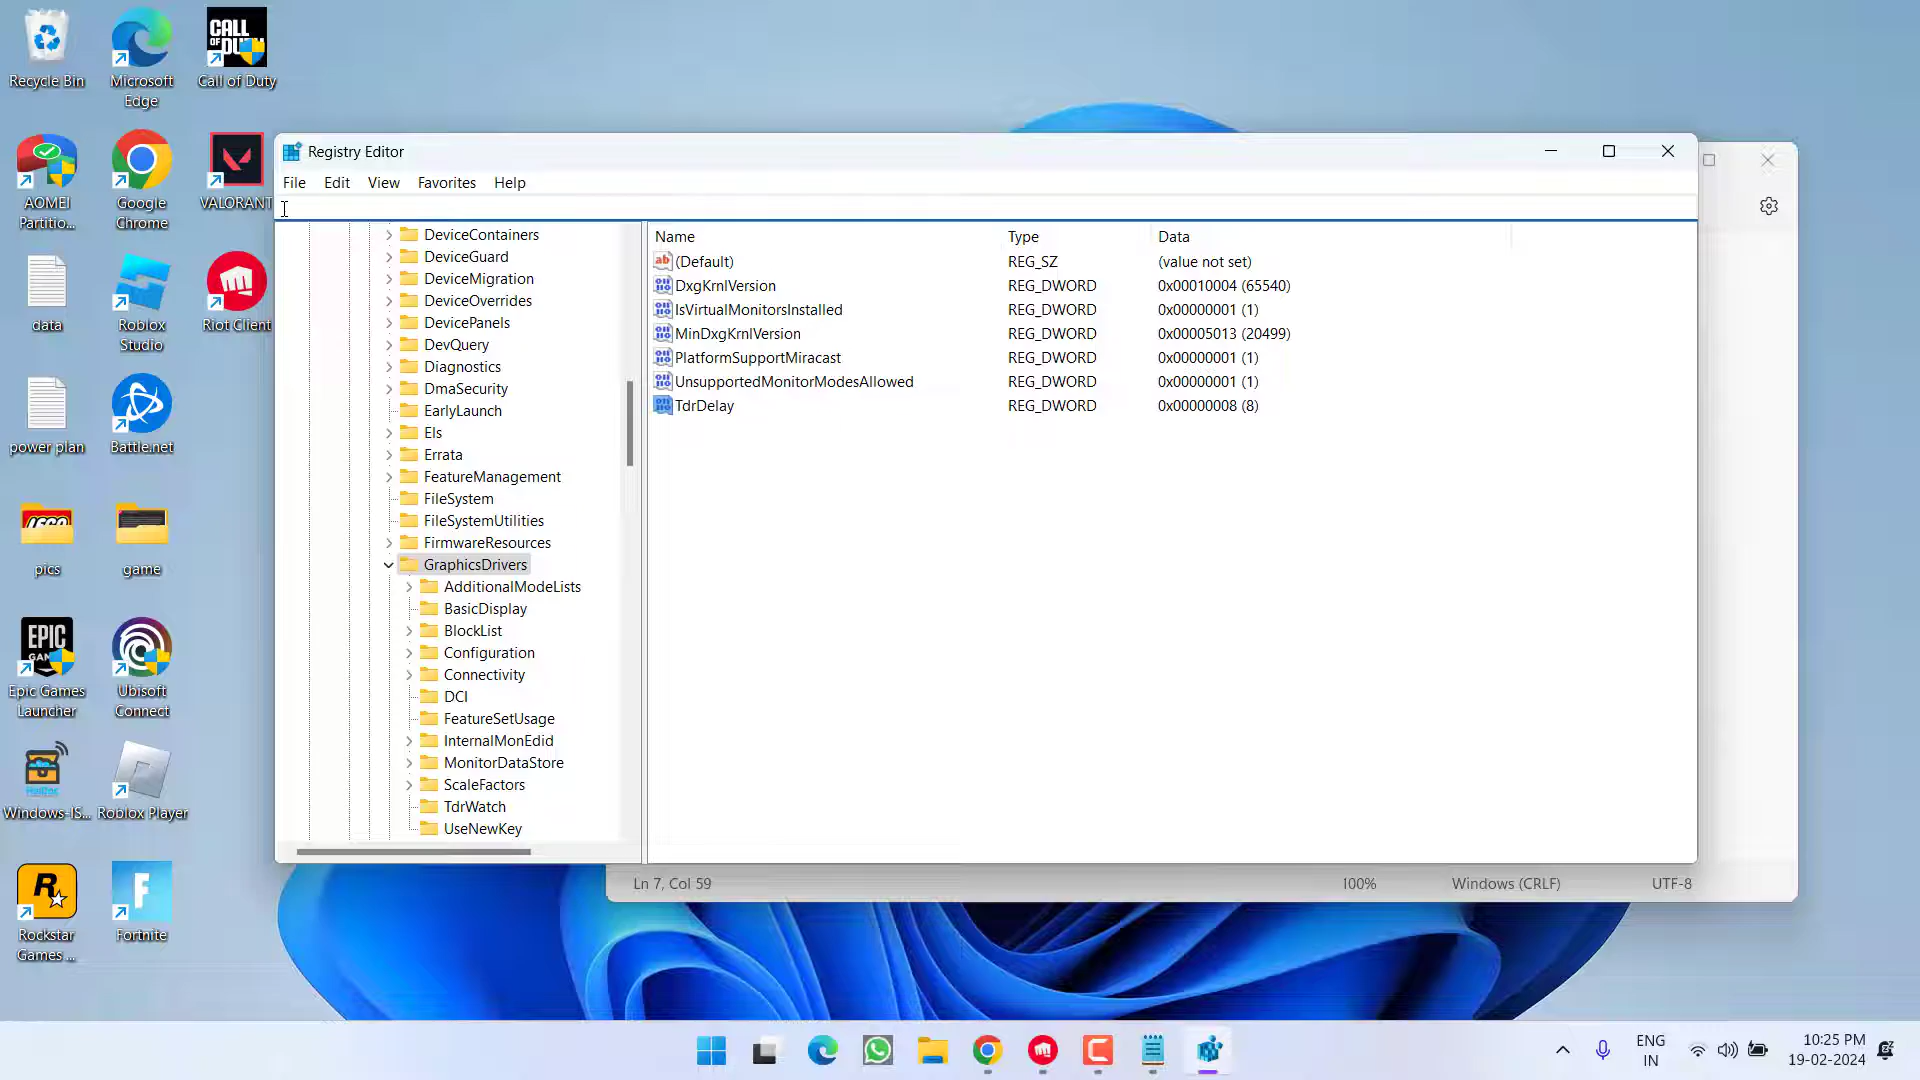 Recycle Bin
Microsoft
Edge
CALL
OF DUTY
Call of Duty
AOMEI
Partitio...
Google
Chrome
VALORANT
data
Roblox
Studio
Riot Client
power plan
Battle.net
LEGO
pics
game
EPIC
Epic Games
Launcher
Ubisoft
Connect
Windows-IS...
Roblox Player
Rockstar
Games ...
Fortnite
Registry Editor
File
Edit
View
Favorites
Help
DeviceContainers
DeviceGuard
DeviceMigration
DeviceOverrides
DevicePanels
DevQuery
Diagnostics
DmaSecurity
EarlyLaunch
Els
Errata
FeatureManagement
FileSystem
FileSystemUtilities
FirmwareResources
GraphicsDrivers
AdditionalModeLists
BasicDisplay
BlockList
Configuration
Connectivity
DCI
FeatureSetUsage
InternalMonEdid
MonitorDataStore
ScaleFactors
TdrWatch
UseNewKey
Name Type Data
(Default) REG_SZ (value not set)
DxgKrnlVersion REG_DWORD 0x00010004 (65540)
IsVirtualMonitorsInstalled REG_DWORD 0x00000001 (1)
MinDxgKrnlVersion REG_DWORD 0x00005013 (20499)
PlatformSupportMiracast REG_DWORD 0x00000001 (1)
UnsupportedMonitorModesAllowed REG_DWORD 0x00000001 (1)
TdrDelay REG_DWORD 0x00000008 (8)
Ln 7, Col 59
100%
Windows (CRLF)
UTF-8
ENG
IN
10:25 PM
19-02-2024